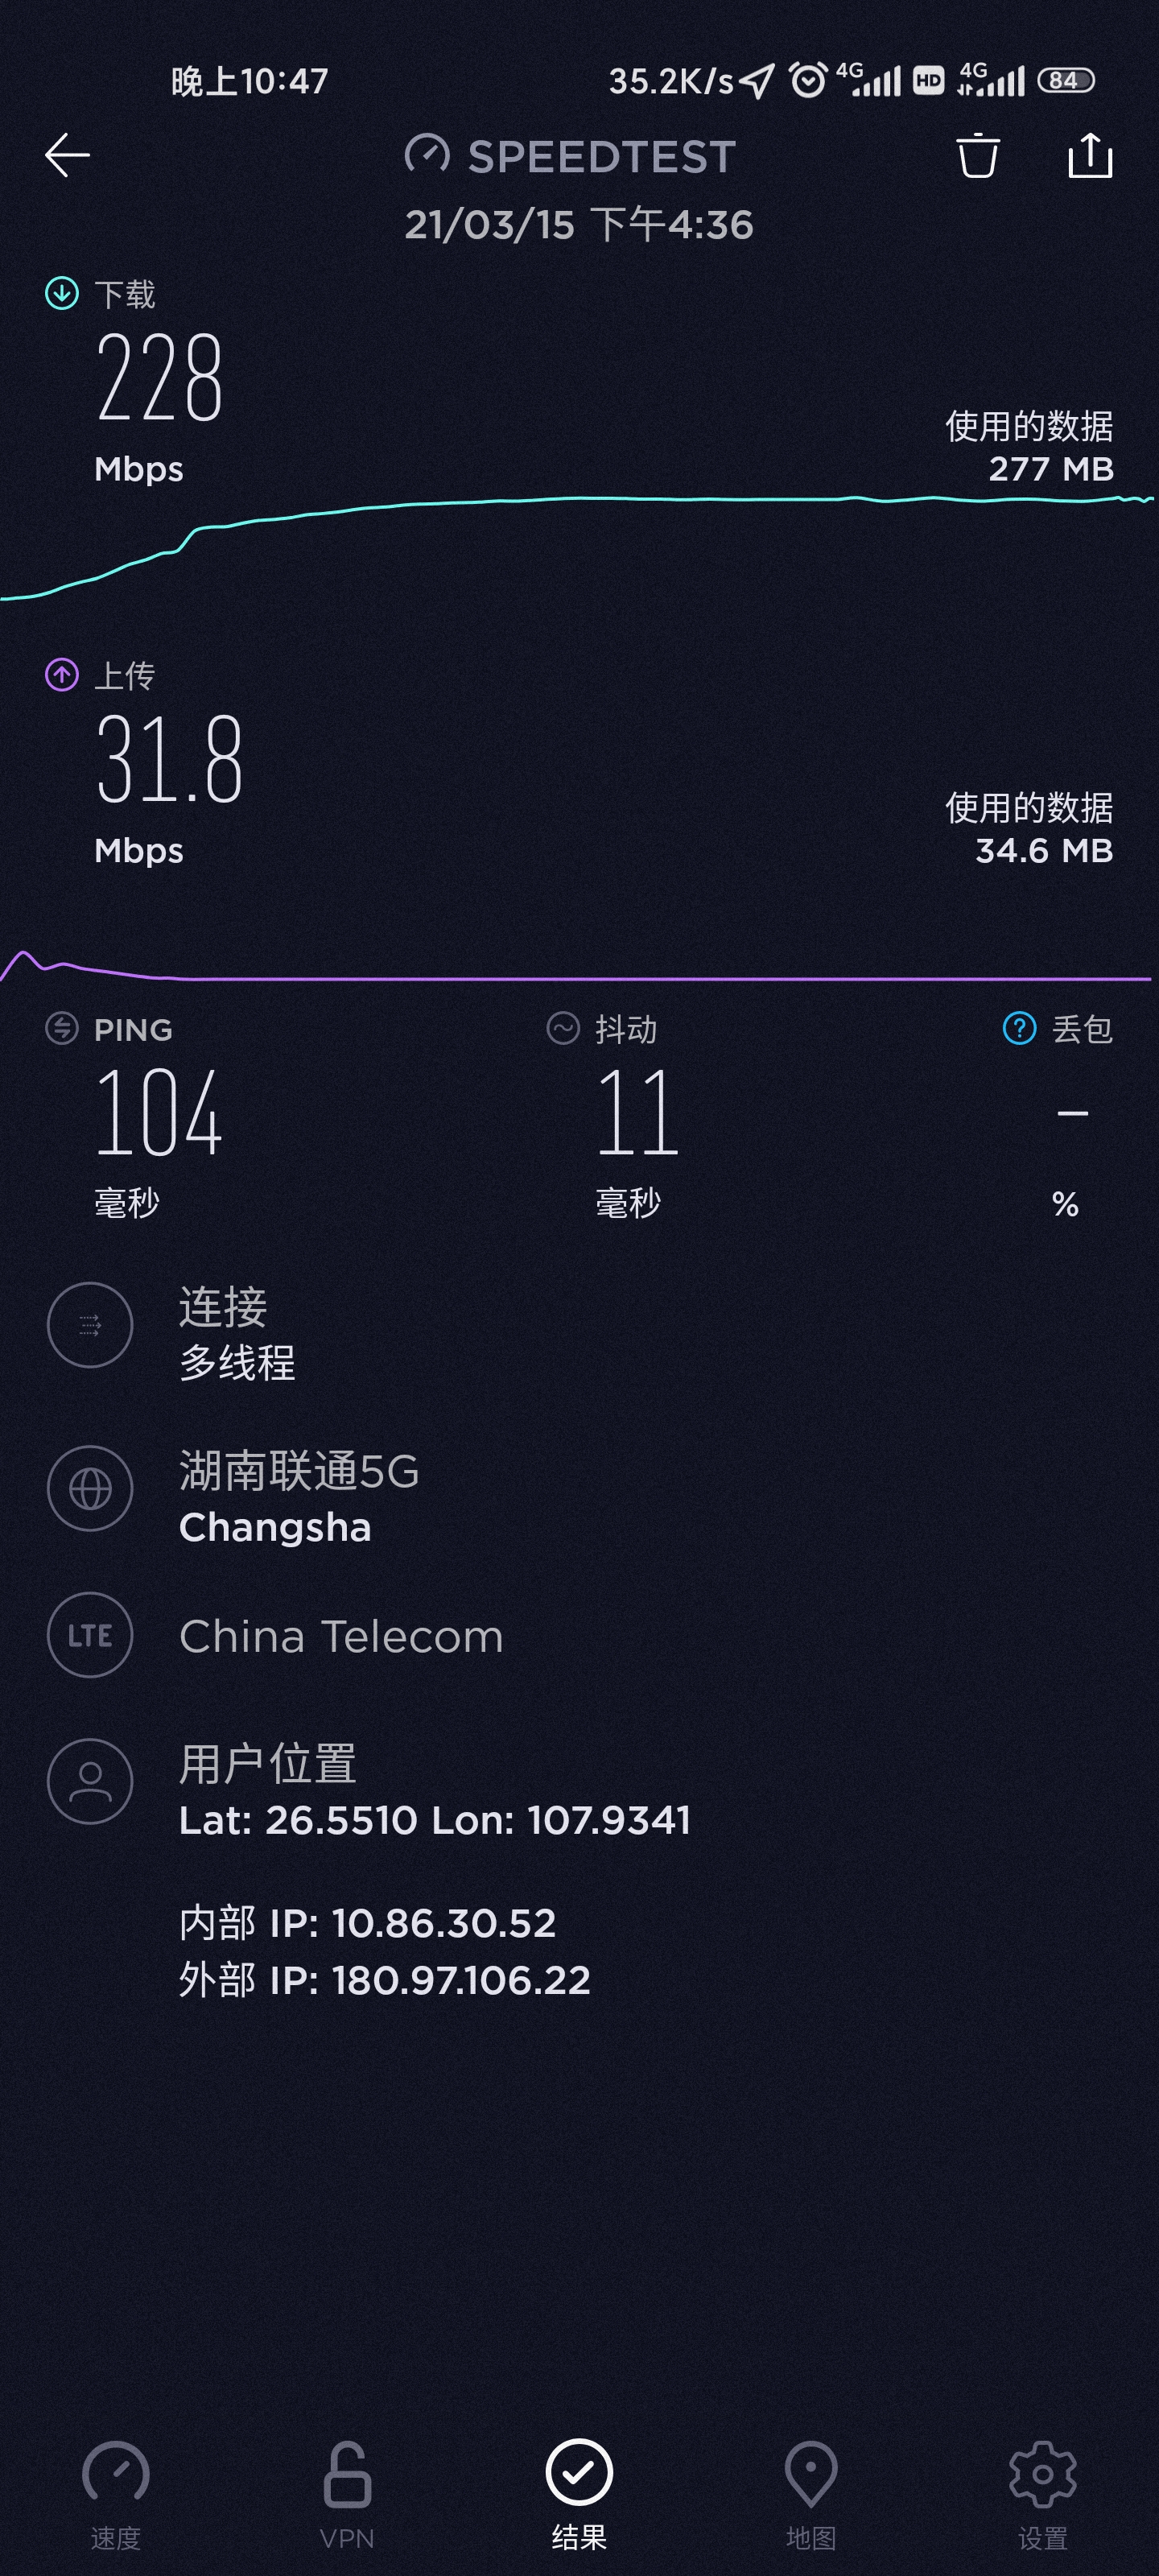 晚上10:47
35.2K/s 4G HD 4G 84
SPEEDTEST
21/03/15 下午4:36
下载
228
Mbps
使用的数据
277 MB
上传
31.8
Mbps
使用的数据
34.6 MB
PING 抖动 丢包
104 11 –
毫秒 毫秒 %
连接
多线程
湖南联通5G
Changsha
LTE China Telecom
用户位置
Lat: 26.5510 Lon: 107.9341
内部 IP: 10.86.30.52
外部 IP: 180.97.106.22
速度 VPN 结果 地图 设置